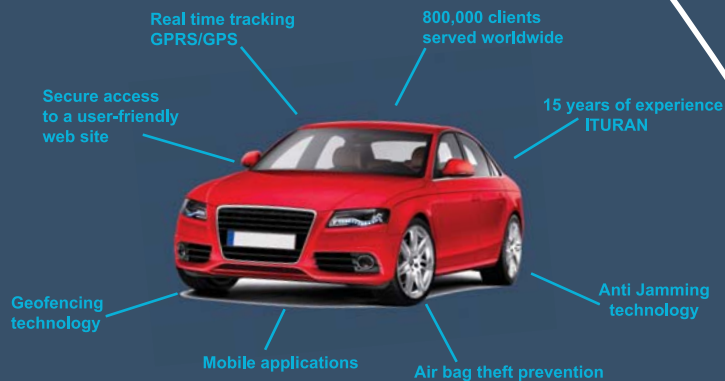 Real time tracking
GPRS/GPS
800,000 clients
served worldwide
Secure access
to a user-friendly
web site
15 years of experience
ITURAN
Geofencing
technology
Anti Jamming
technology
Mobile applications
Air bag theft prevention